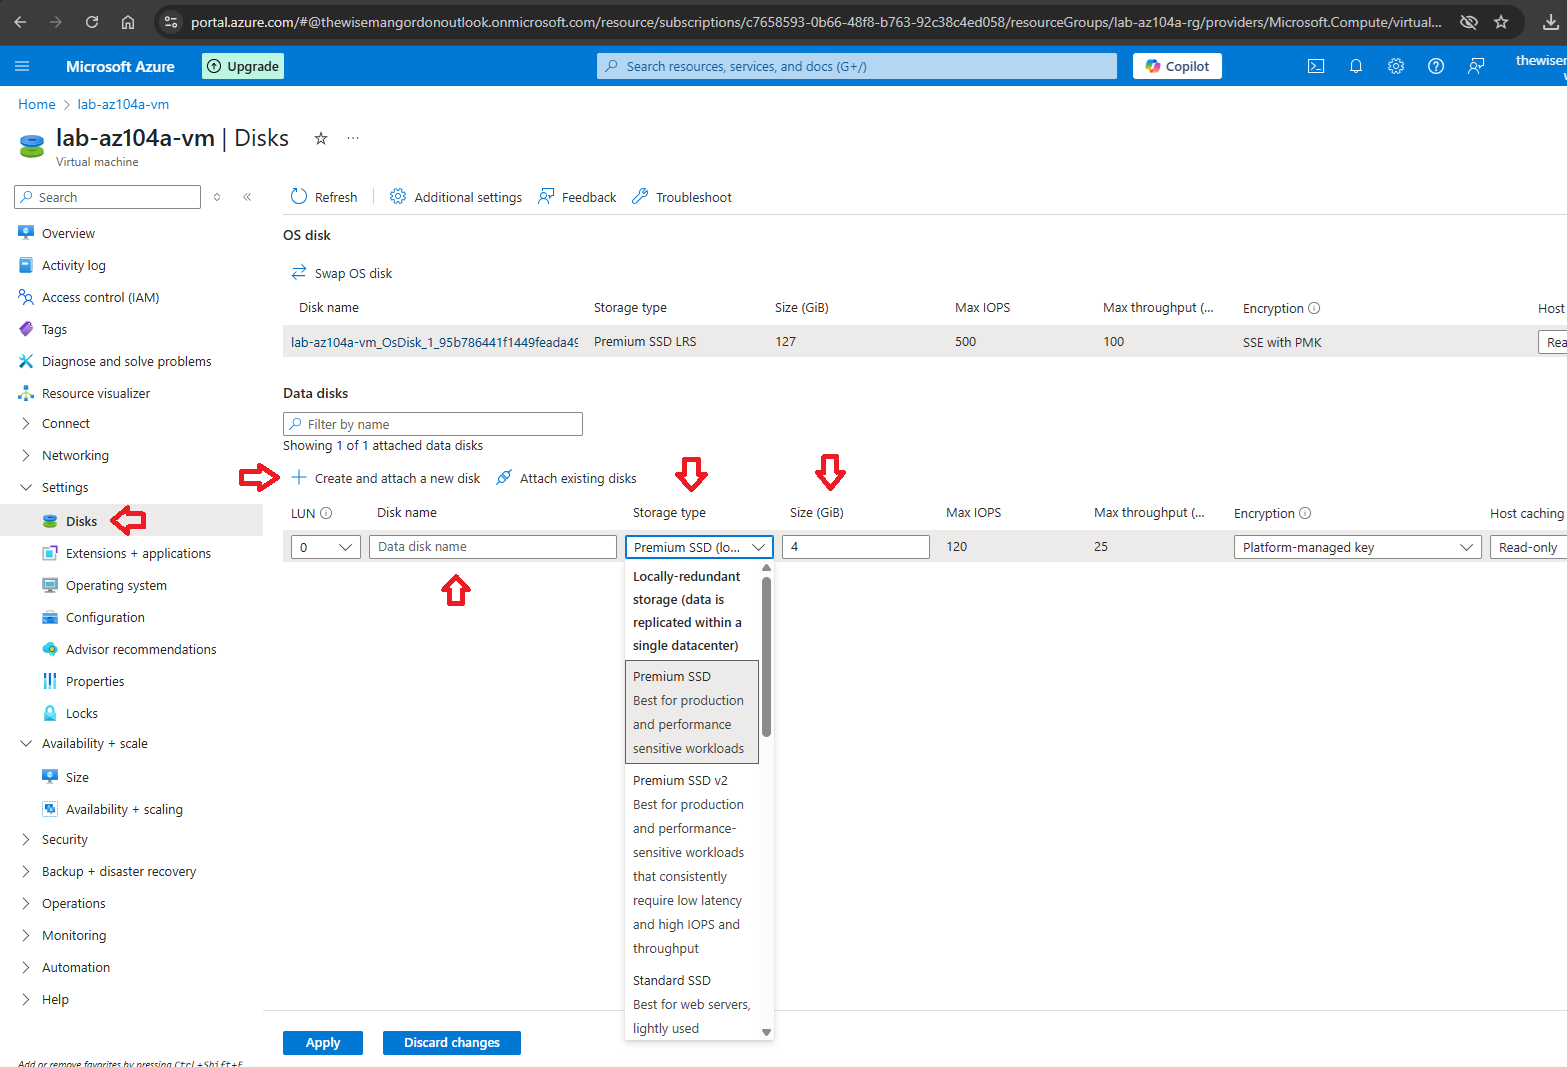 portal.azure.com/#@thewisemangordonoutlook.onmicrosoft.com/resource/subscriptions/c7658593-0b66-48f8-b763-92c38c4ed058/resourceGroups/lab-az104a-rg/providers/Microsoft.Compute/virtual...
Microsoft Azure
Upgrade
Search resources, services, and docs (G+/)
Copilot
Home > lab-az104a-vm
lab-az104a-vm | Disks
Virtual machine
Search
Refresh
Additional settings
Feedback
Troubleshoot
Overview
Activity log
Access control (IAM)
Tags
Diagnose and solve problems
Resource visualizer
Connect
Networking
Settings
Disks
Extensions + applications
Operating system
Configuration
Advisor recommendations
Properties
Locks
Availability + scale
Size
Availability + scaling
Security
Backup + disaster recovery
Operations
Monitoring
Automation
Help
Add or remove favorites by pressing Ctrl+Shift+F
OS disk
Swap OS disk
Disk name Storage type Size (GiB) Max IOPS Max throughput (... Encryption Host
lab-az104a-vm_OsDisk_1_95b786441f1449feada49 Premium SSD LRS 127 500 100 SSE with PMK Rea
Data disks
Filter by name
Showing 1 of 1 attached data disks
Create and attach a new disk
Attach existing disks
LUN Disk name Storage type Size (GiB) Max IOPS Max throughput (... Encryption Host caching
0 Data disk name Premium SSD (lo... 4 120 25 Platform-managed key Read-only
Locally-redundant
storage (data is
replicated within a
single datacenter)
Premium SSD
Best for production
and performance
sensitive workloads
Premium SSD v2
Best for production
and performance-
sensitive workloads
that consistently
require low latency
and high IOPS and
throughput
Standard SSD
Best for web servers,
lightly used
Apply
Discard changes